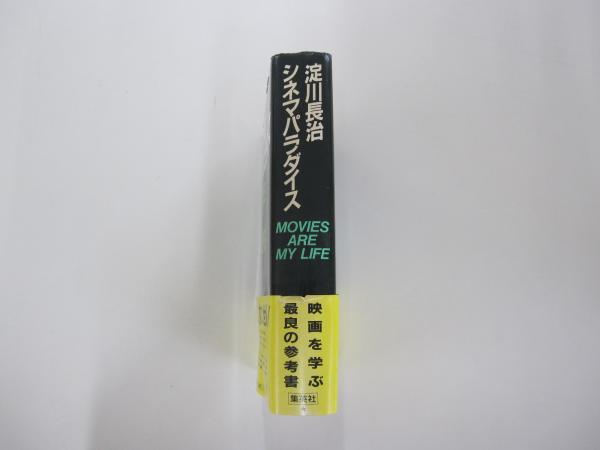 淀川長治
シネマパラダイス
MOVIES
ARE
MY LIFE
映画を学ぶ
最良の参考書
集英社